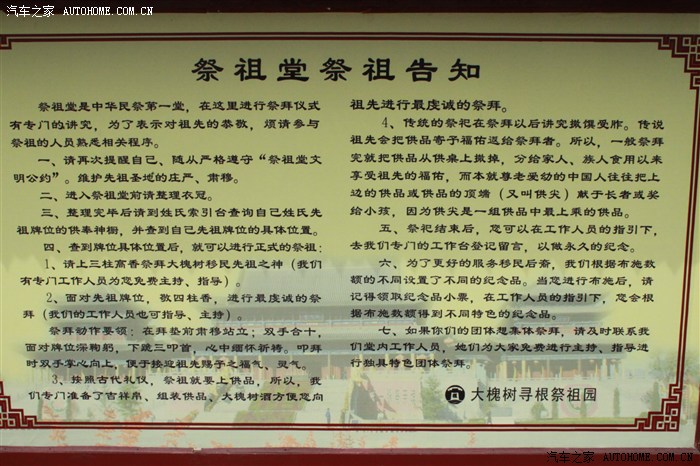 汽车之家 AUTOHOME.COM.CN
祭祖堂祭祖告知
祭祖堂是中华民祭第一堂，在这里进行祭拜仪式
有专门的讲究，为了表示对祖先的恭敬，烦请参与
祭祖的人员熟悉相关程序。
一、请再次提醒自己、随从严格遵守“祭祖堂文
明公约”。维护先祖圣地的庄严、肃穆。
二、进入祭祖堂前请整理衣冠。
三、整理完毕后请到姓氏索引台查询自己姓氏先
祖牌位的供奉神橱，并查到自己先祖牌位的具体位置。
四、查到牌位具体位置后，就可以进行正式的祭祖：
1、请上三柱高香祭拜大槐树移民先祖之神（我们
有专门工作人员为您免费主持、指导）。
2、面对先祖牌位，敬四柱香，进行最虔诚的祭
拜（我们的工作人员也可指导、主持）。
祭拜动作要领：在拜垫前肃穆站立；双手合十，
面对牌位深鞠躬，下跪三叩首，心中缅怀祈祷。叩拜
时双手掌心向上，便于接迎祖先赐予之福气、灵气。
3、按照古代礼仪，祭祖就要上供品，所以，我
们专门准备了吉祥帛、组装供品、大槐树酒方便您向
祖先进行最虔诚的祭拜。
4、传统的祭祀在祭拜以后讲究撤馔受胙。传说
祖先会把供品寄予福佑返给祭拜者。所以，一般祭拜
完就把供品从供桌上撤掉，分给家人、族人食用以来
享受祖先的福佑，而本就尊老爱幼的中国人往往把上
边的供品或供品的顶端（又叫供尖）献于长者或奖
给小孩，因为供尖是一组供品中最上乘的供品。
五、祭祀结束后，您可以在工作人员的指引下，
去我们专门的工作台登记留言，以做永久的纪念。
六、为了更好的服务移民后裔，我们根据布施数
额的不同设置了不同的纪念品。当您进行布施后，请
记得领取纪念品小票，在工作人员的指引下，您会根
据布施数额得到不同特色的纪念品。
七、如果你们的团体想集体祭拜，请及时联系我
们堂内工作人员，她们为大家免费进行主持、指导进
行独具特色团体祭拜。
大槐树寻根祭祖园
汽车之家 AUTOHOME.COM.CN